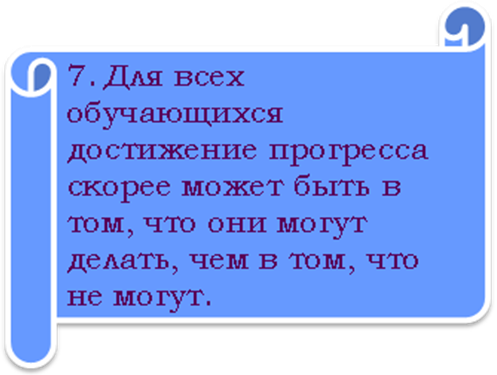 7. Для всех
обучающихся
достижение прогресса
скорее может быть в
том, что они могут
делать, чем в том, что
не могут.